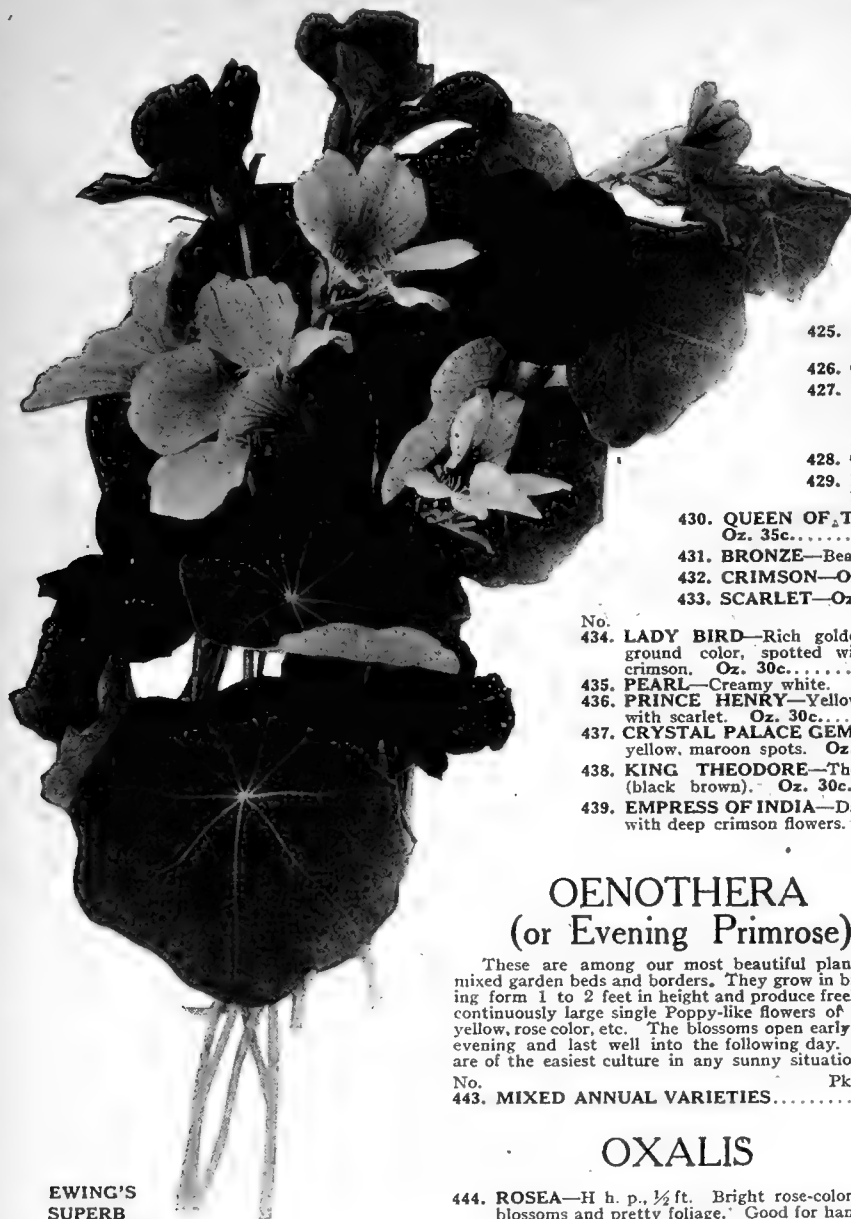 425.
426.
427.
428.
429.
430. QUEEN OF T
Oz. 35c........
431. BRONZE—Bea
432. CRIMSON—O
433. SCARLET—Oz
No.
434. LADY BIRD—Rich golde
ground color, spotted wi
crimson. Oz. 30c........
435. PEARL—Creamy white.
436. PRINCE HENRY—Yellow
with scarlet. Oz. 30c....
437. CRYSTAL PALACE GEM
yellow, maroon spots. Oz
438. KING THEODORE—Th
(black brown). Oz. 30c.
439. EMPRESS OF INDIA—D
with deep crimson flowers.
OENOTHERA
(or Evening Primrose)
These are among our most beautiful plan
mixed garden beds and borders. They grow in b
ing form 1 to 2 feet in height and produce free
continuously large single Poppy-like flowers of
yellow, rose color, etc. The blossoms open early
evening and last well into the following day.
are of the easiest culture in any sunny situatio
No. Pk
443. MIXED ANNUAL VARIETIES.........
OXALIS
444. ROSEA—H h. p., ½ ft. Bright rose-color
blossoms and pretty foliage. Good for han
EWING'S
SUPERB